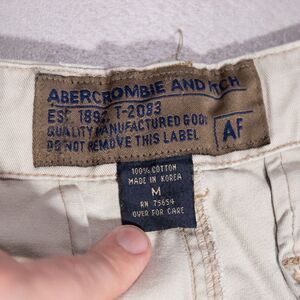 ABERCROMBIE AND FITCH
EST. 1892. T-2083
QUALITY MANUFACTURED GOODS
DO NOT REMOVE THIS LABEL
AF
100% COTTON
MADE IN KOREA
M
RN 75654
OVER FOR CARE